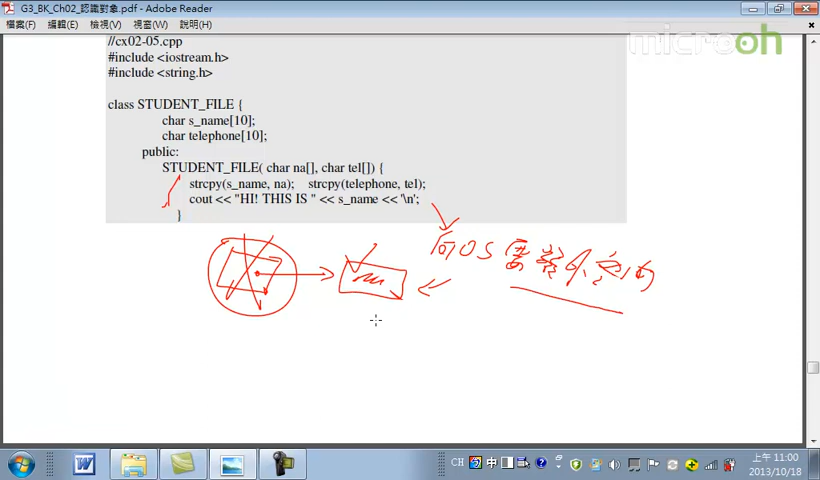 G3_BK_Ch02_認識對象.pdf - Adobe Reader
檔案(F) 編輯(E) 檢視(V) 視窗(W) 說明(H)
microoh
//cx02-05.cpp
#include <iostream.h>
#include <string.h>
class STUDENT_FILE {
char s_name[10];
char telephone[10];
public:
STUDENT_FILE( char na[], char tel[]) {
strcpy(s_name, na); strcpy(telephone, tel);
cout << "HI! THIS IS " << s_name << '\n';
}
向OS要
CH 中
上午 11:00
2013/10/18